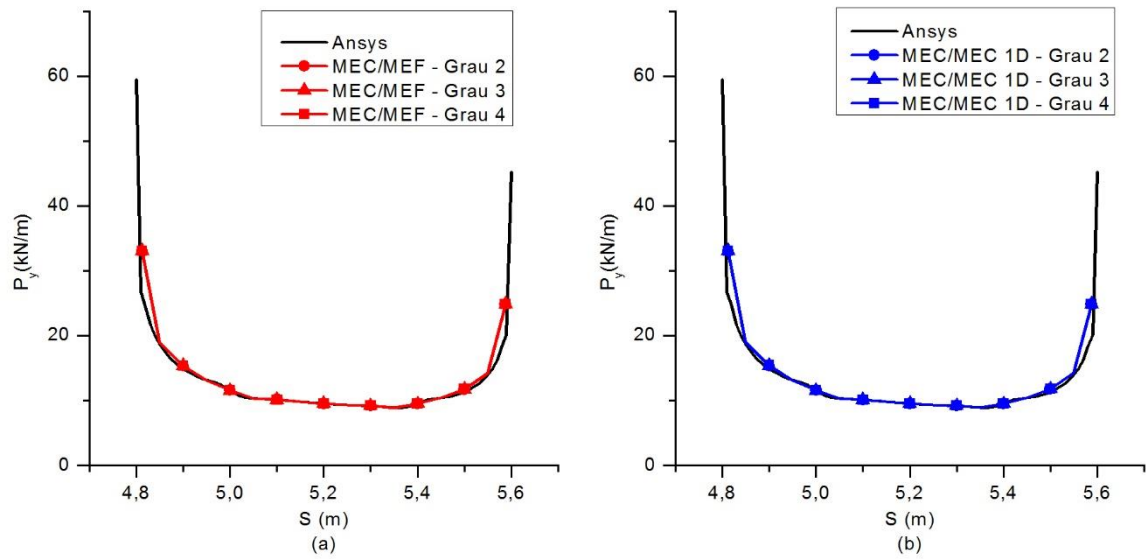 Ansys
MEC/MEF - Grau 2
MEC/MEF - Grau 3
MEC/MEF - Grau 4
60
40
20
0
P_y(kN/m)
4,8
5,0
5,2
5,4
5,6
S (m)
(a)
Ansys
MEC/MEC 1D - Grau 2
MEC/MEC 1D - Grau 3
MEC/MEC 1D - Grau 4
60
40
20
0
P_y(kN/m)
4,8
5,0
5,2
5,4
5,6
S (m)
(b)